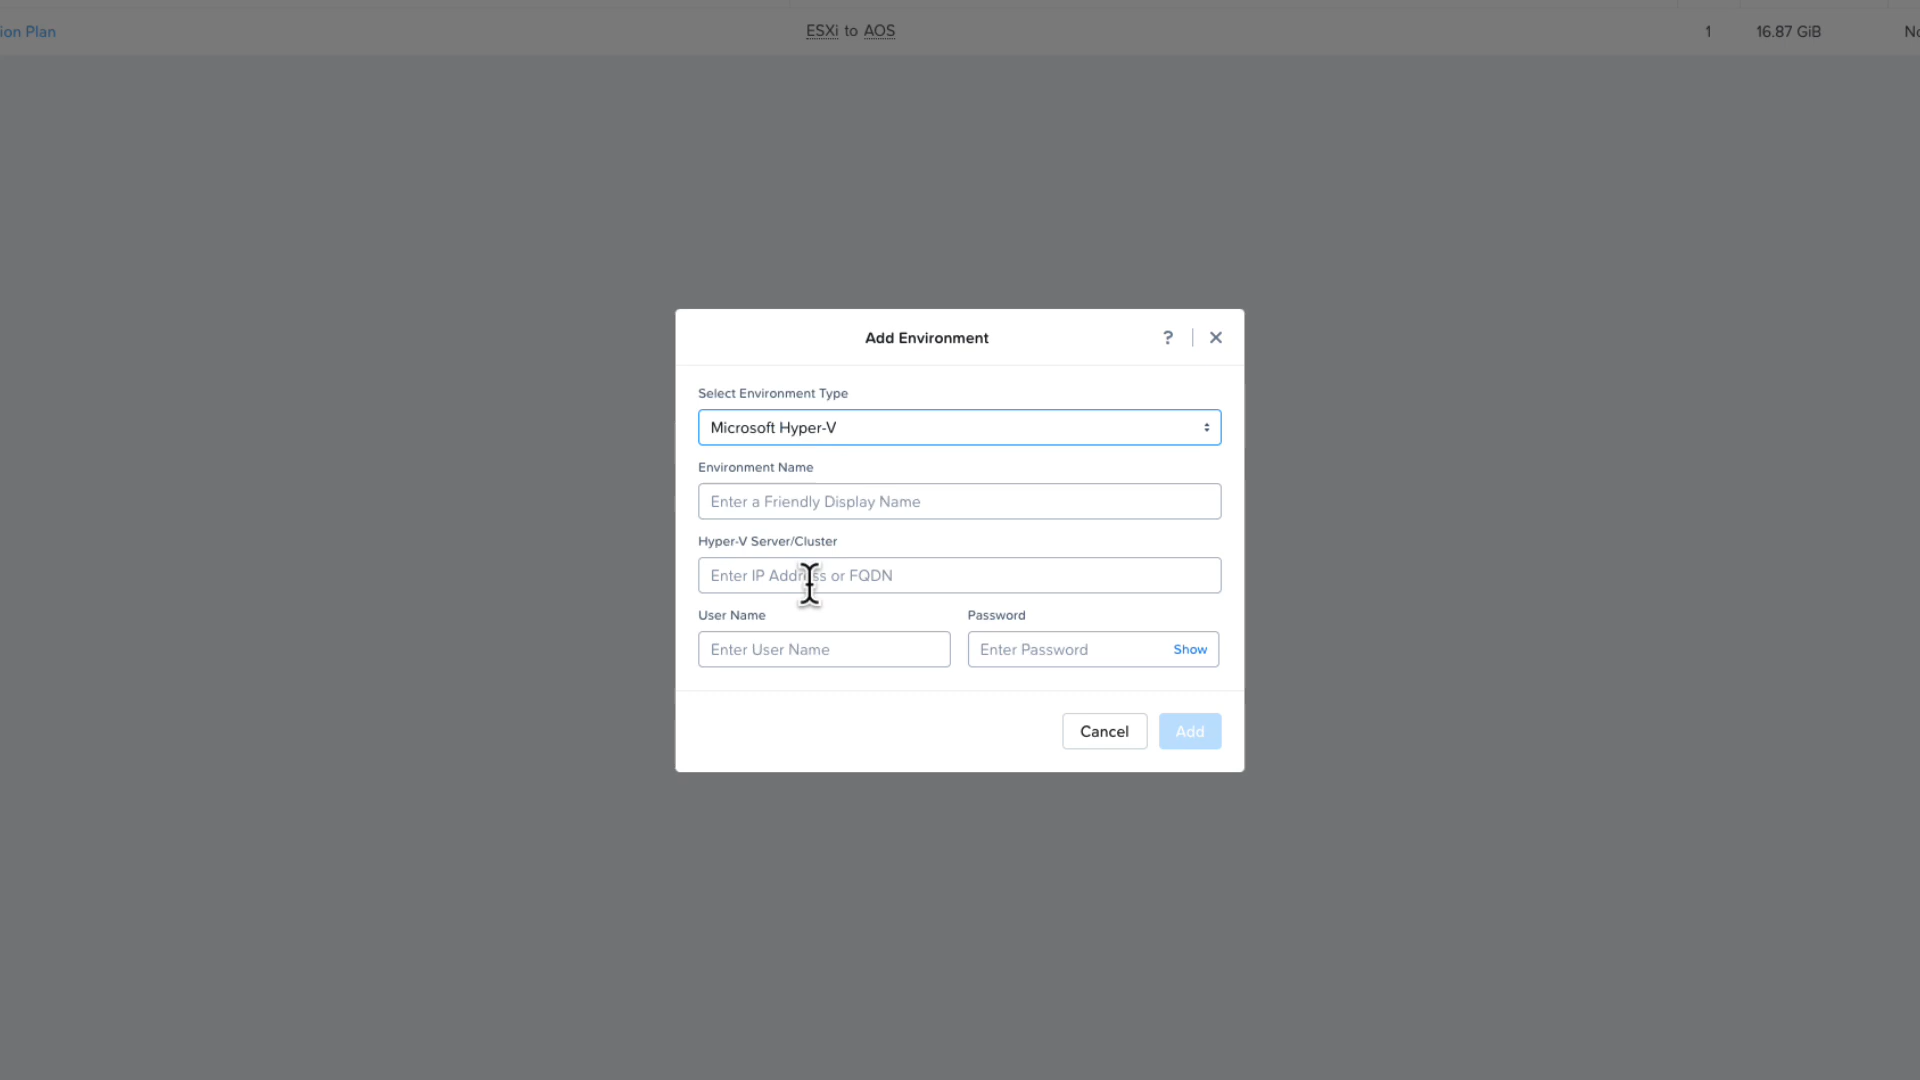 ion Plan ESXi to AOS 1 16.87 GiB No
Add Environment ?
Select Environment Type
Microsoft Hyper-V
Environment Name
Enter a Friendly Display Name
Hyper-V Server/Cluster
Enter IP Address or FQDN
User Name Password
Enter User Name Enter Password Show
Cancel Add